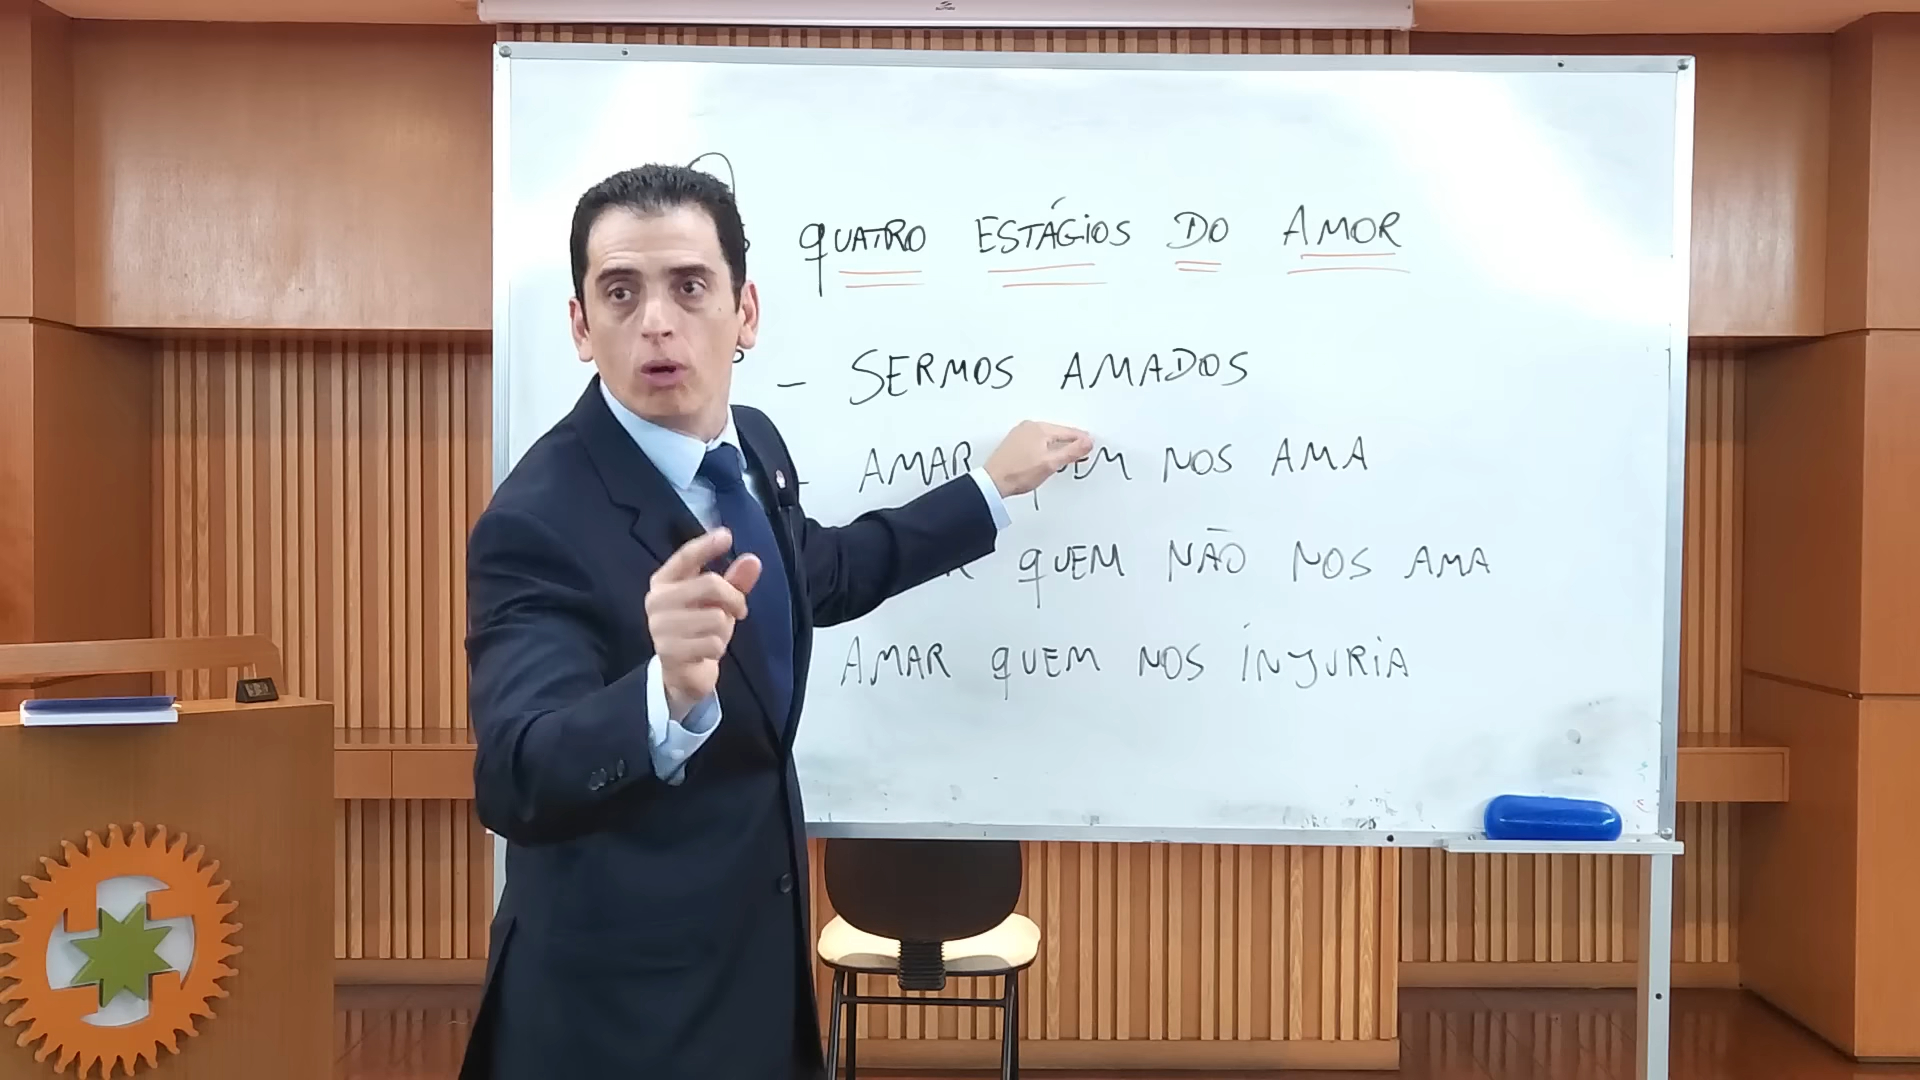 QUATRO ESTÁGIOS DO AMOR
- SERMOS AMADOS
- AMAR NOS AMA
QUEM NÃO NOS AMA
AMAR QUEM NOS INJURIA